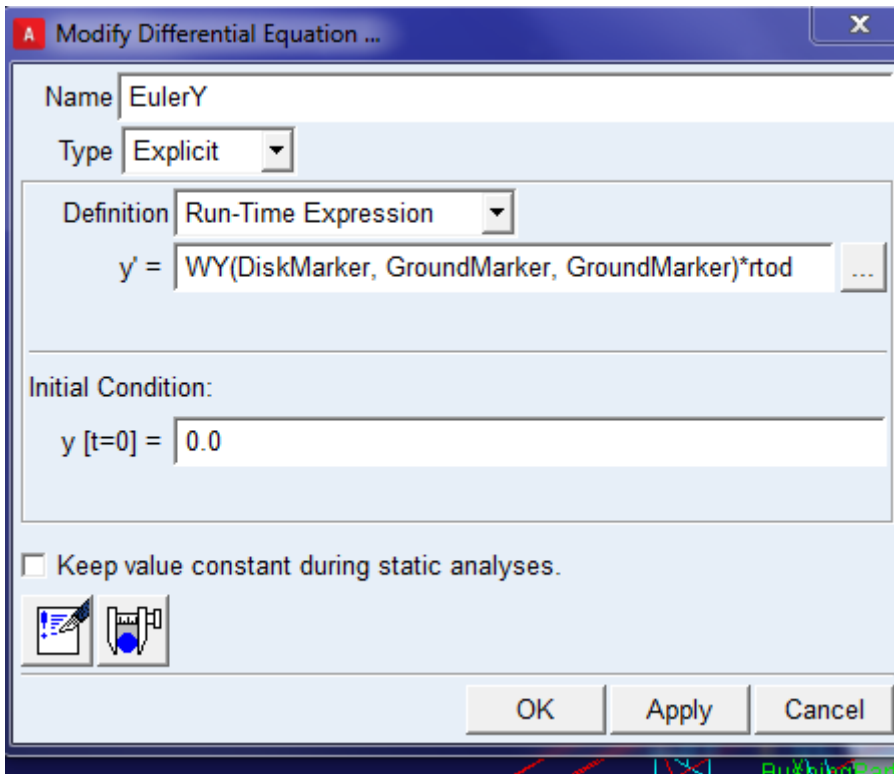 A Modify Differential Equation ... X
Name EulerY
Type Explicit
Definition Run-Time Expression
y' = WY(DiskMarker, GroundMarker, GroundMarker)*rtod ...
Initial Condition:
y [t=0] = 0.0
Keep value constant during static analyses.
OK Apply Cancel